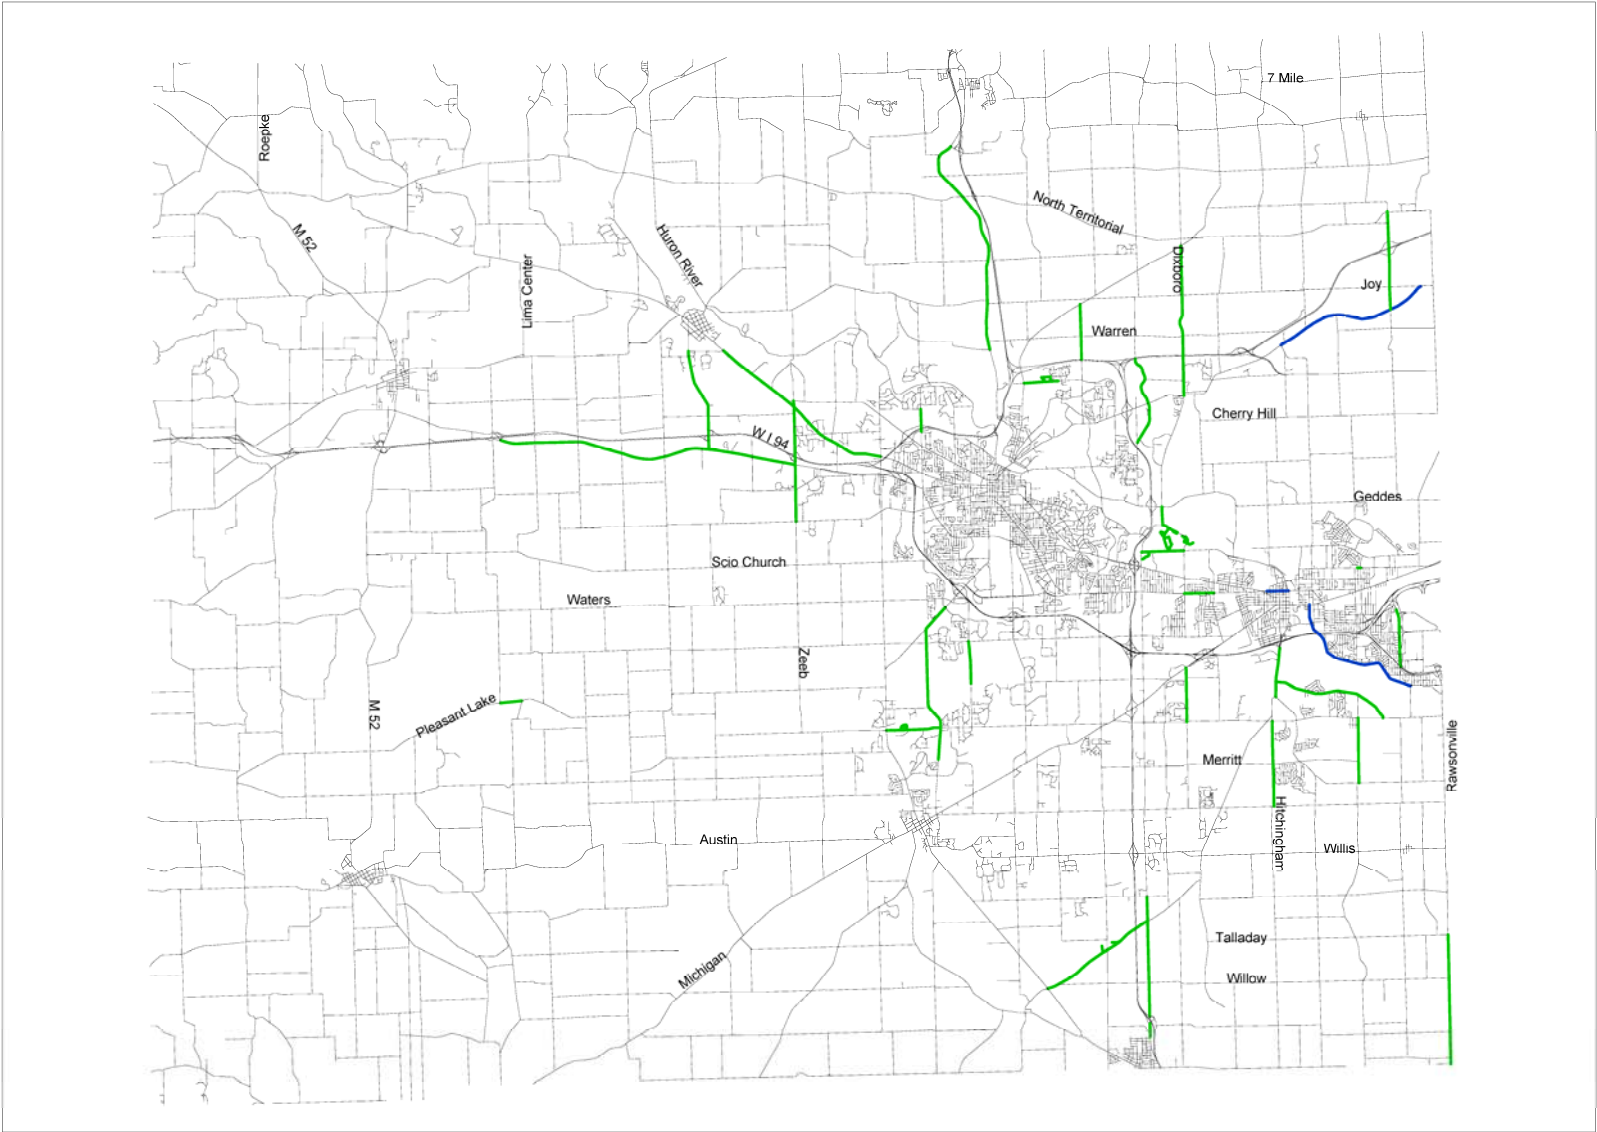 7 Mile
Roepke
North Territorial
M 52
Huron River
Dixboro
Lima Center
Joy
Warren
Cherry Hill
W I 94
Geddes
Scio Church
Waters
Zeeb
M 52
Pleasant Lake
Rawsonville
Merritt
Hitchingham
Austin
Willis
Talladay
Michigan
Willow